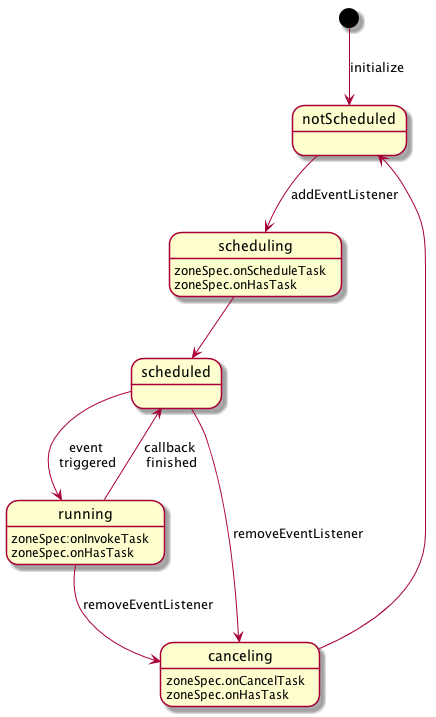 initialize
notScheduled
addEventListener
scheduling
zoneSpec.onScheduleTask
zoneSpec.onHasTask
scheduled
event
triggered
callback
finished
running
zoneSpec:onInvokeTask
zoneSpec.onHasTask
removeEventListener
removeEventListener
canceling
zoneSpec.onCancelTask
zoneSpec.onHasTask